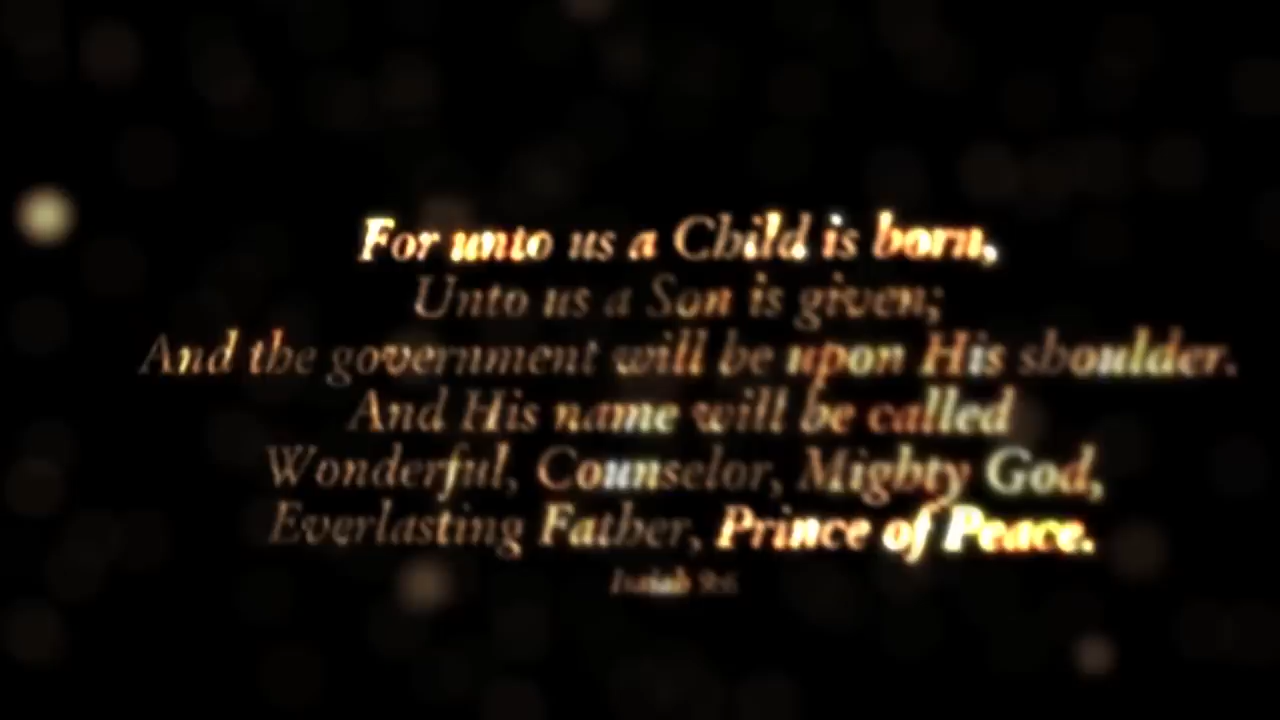 For unto us a Child is born,
Unto us a Son is given;
And the government will be upon His shoulder.
And His name will be called
Wonderful, Counselor, Mighty God,
Everlasting Father, Prince of Peace.
Isaiah 9:6